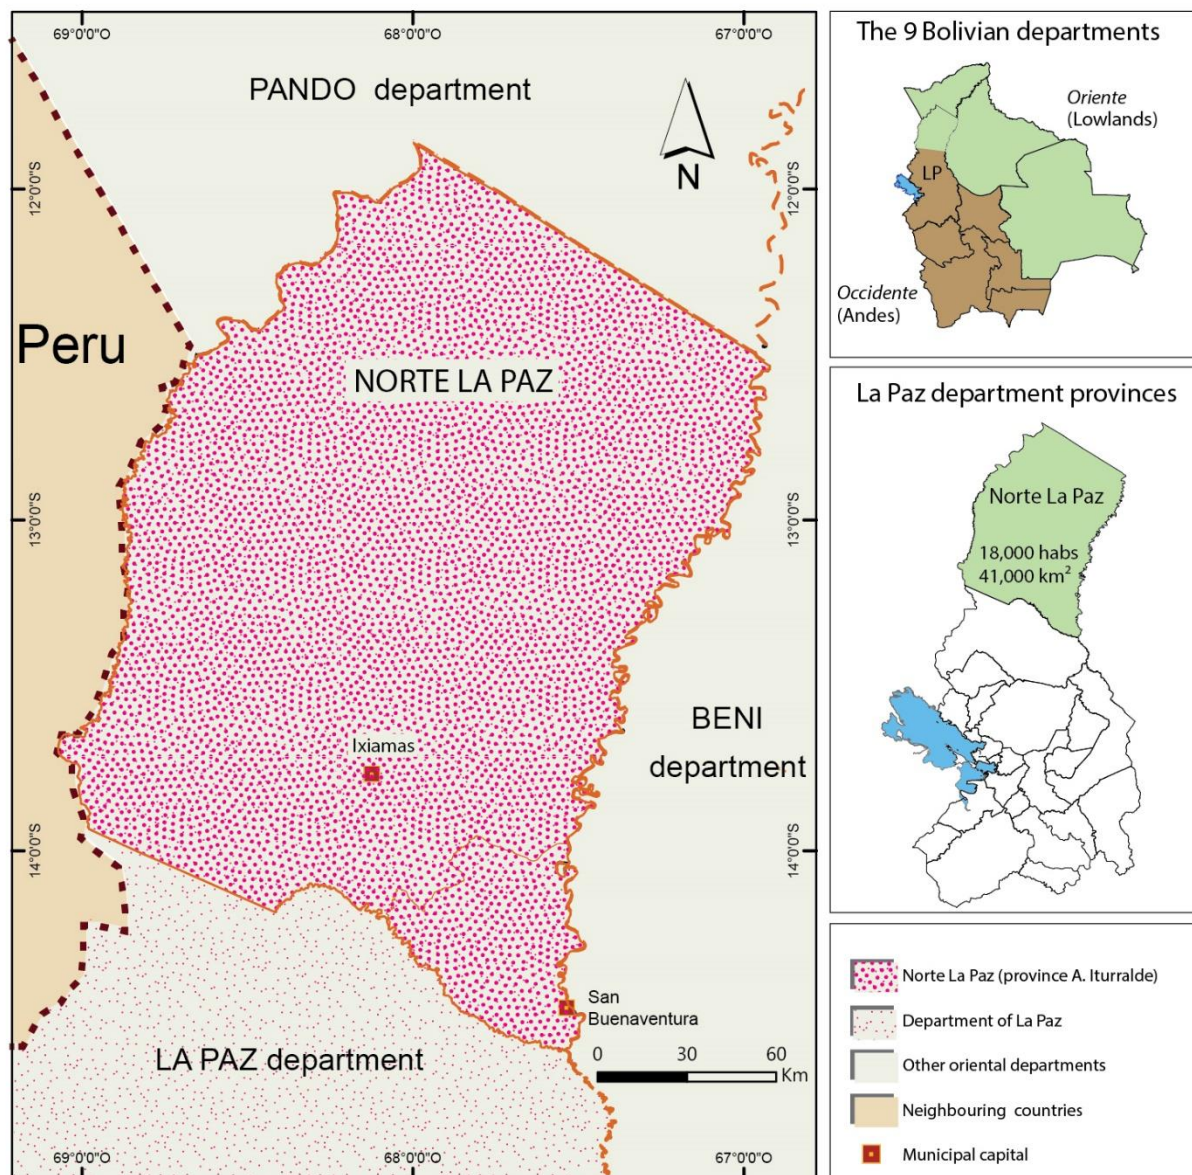 69°0'0"O
68°0'0"O
67°0'0"O
PANDO department
N
12°0'0"S
12°0'0"S
Peru
NORTE LA PAZ
13°0'0"S
13°0'0"S
Ixiamas
BENI
department
14°0'0"S
14°0'0"S
San
Buenaventura
LA PAZ department
0 30 60
Km
69°0'0"O
68°0'0"O
67°0'0"O
The 9 Bolivian departments
Oriente
(Lowlands)
LP
Occidente
(Andes)
La Paz department provinces
Norte La Paz
18,000 habs
41,000 km²
Norte La Paz (province A. Iturralde)
Department of La Paz
Other oriental departments
Neighbouring countries
Municipal capital